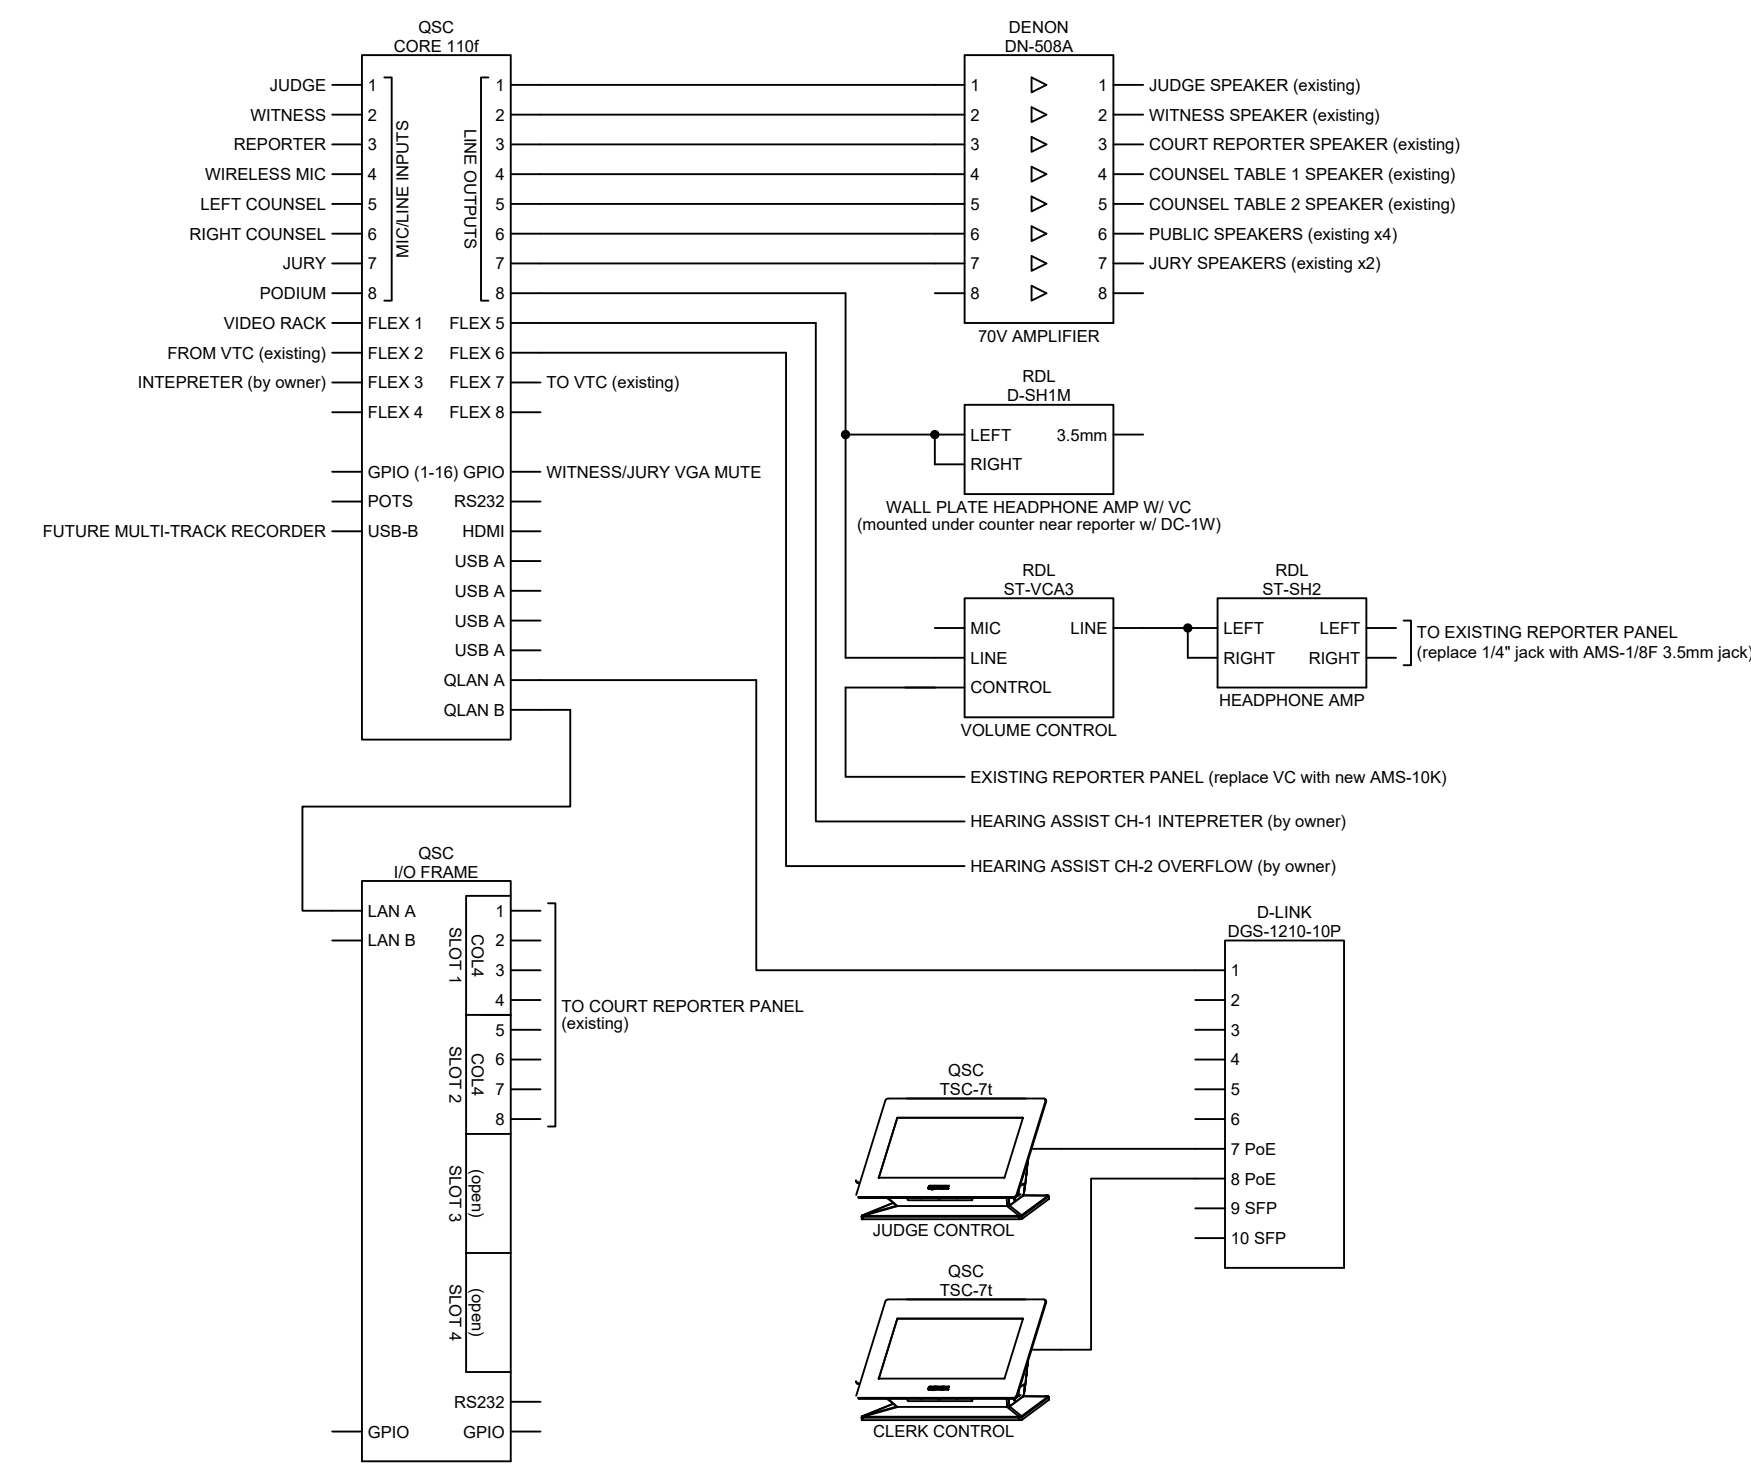 QSC
CORE 110f
JUDGE
WITNESS
REPORTER
WIRELESS MIC
LEFT COUNSEL
RIGHT COUNSEL
JURY
PODIUM
VIDEO RACK
FROM VTC (existing)
INTEPRETER (by owner)
FUTURE MULTI-TRACK RECORDER
1
2
3
4
5
6
7
8
MIC/LINE INPUTS
FLEX 1
FLEX 2
FLEX 3
FLEX 4
GPIO (1-16) GPIO
POTS
USB-B
LINE OUTPUTS
1
2
3
4
5
6
7
8
FLEX 5
FLEX 6
FLEX 7
FLEX 8
RS232
HDMI
USB A
USB A
USB A
USB A
QLAN A
QLAN B
TO VTC (existing)
WITNESS/JURY VGA MUTE
DENON
DN-508A
1
2
3
4
5
6
7
8
1
2
3
4
5
6
7
8
JUDGE SPEAKER (existing)
WITNESS SPEAKER (existing)
COURT REPORTER SPEAKER (existing)
COUNSEL TABLE 1 SPEAKER (existing)
COUNSEL TABLE 2 SPEAKER (existing)
PUBLIC SPEAKERS (existing x4)
JURY SPEAKERS (existing x2)
70V AMPLIFIER
RDL
D-SH1M
LEFT
RIGHT
3.5mm
WALL PLATE HEADPHONE AMP W/ VC
(mounted under counter near reporter w/ DC-1W)
RDL
ST-VCA3
MIC
LINE
CONTROL
LINE
VOLUME CONTROL
RDL
ST-SH2
LEFT
RIGHT
LEFT
RIGHT
HEADPHONE AMP
TO EXISTING REPORTER PANEL
(replace 1/4" jack with AMS-1/8F 3.5mm jack)
EXISTING REPORTER PANEL (replace VC with new AMS-10K)
HEARING ASSIST CH-1 INTEPRETER (by owner)
HEARING ASSIST CH-2 OVERFLOW (by owner)
QSC
I/O FRAME
LAN A
LAN B
GPIO
SLOT 1
COL4
1
2
3
4
SLOT 2
COL4
5
6
7
8
SLOT 3
(open)
SLOT 4
(open)
RS232
GPIO
TO COURT REPORTER PANEL
(existing)
D-LINK
DGS-1210-10P
1
2
3
4
5
6
7 PoE
8 PoE
9 SFP
10 SFP
QSC
TSC-7t
JUDGE CONTROL
QSC
TSC-7t
CLERK CONTROL